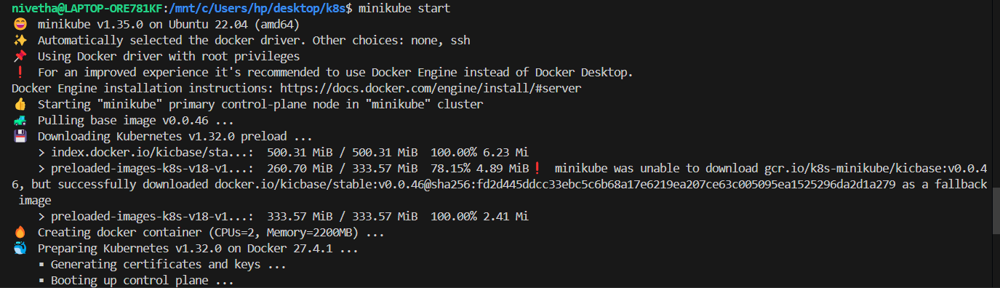 nivetha@LAPTOP-ORE781KF:/mnt/c/Users/hp/desktop/k8s$ minikube start
😄  minikube v1.35.0 on Ubuntu 22.04 (amd64)
✨  Automatically selected the docker driver. Other choices: none, ssh
📌  Using Docker driver with root privileges
❗  For an improved experience it's recommended to use Docker Engine instead of Docker Desktop.
Docker Engine installation instructions: https://docs.docker.com/engine/install/#server
👍  Starting "minikube" primary control-plane node in "minikube" cluster
🚜  Pulling base image v0.0.46 ...
💾  Downloading Kubernetes v1.32.0 preload ...
    > index.docker.io/kicbase/sta...:  500.31 MiB / 500.31 MiB  100.00% 6.23 Mi
    > preloaded-images-k8s-v18-v1...:  260.70 MiB / 333.57 MiB  78.15% 4.89 MiB❗  minikube was unable to download gcr.io/k8s-minikube/kicbase:v0.0.4
6, but successfully downloaded docker.io/kicbase/stable:v0.0.46@sha256:fd2d445ddcc33ebc5c6b68a17e6219ea207ce63c005095ea1525296da2d1a279 as a fallback
 image
    > preloaded-images-k8s-v18-v1...:  333.57 MiB / 333.57 MiB  100.00% 2.41 Mi
🔥  Creating docker container (CPUs=2, Memory=2200MB) ...
🐳  Preparing Kubernetes v1.32.0 on Docker 27.4.1 ...
    ▪ Generating certificates and keys ...
    ▪ Booting up control plane ...